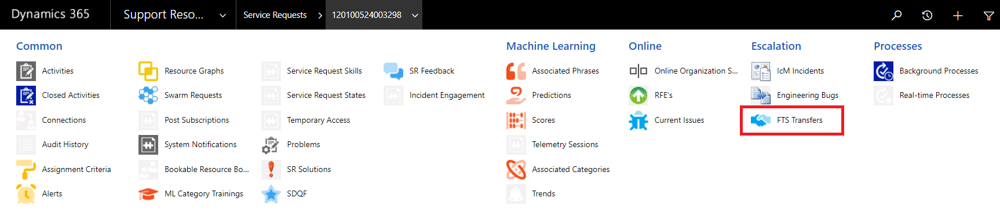 Dynamics 365 Support Reso... Service Requests > 120100524003298
Common Machine Learning Online Escalation Processes
Activities Resource Graphs Service Request Skills SR Feedback Associated Phrases Online Organization S... IcM Incidents Background Processes
Closed Activities Swarm Requests Service Request States Incident Engagement Predictions RFE's Engineering Bugs Real-time Processes
Connections Post Subscriptions Temporary Access Scores Current Issues FTS Transfers
Audit History System Notifications Problems Telemetry Sessions
Assignment Criteria Bookable Resource Bo... SR Solutions Associated Categories
Alerts ML Category Trainings SDQF Trends